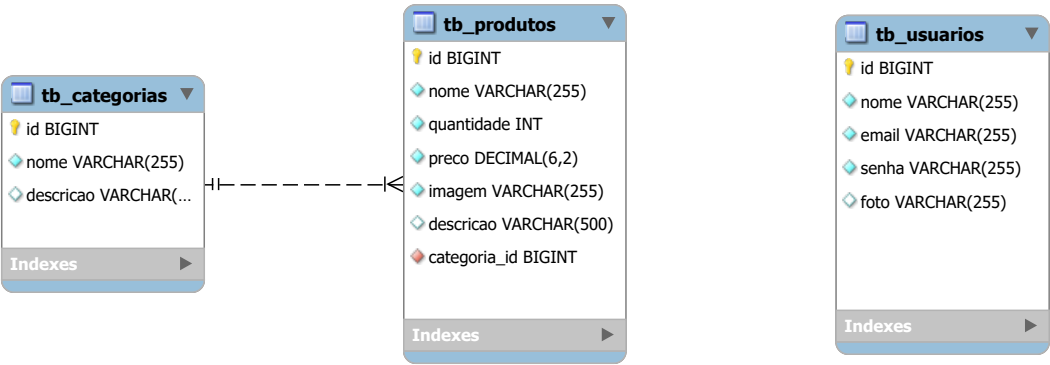 tb_categorias
id BIGINT
nome VARCHAR(255)
descricao VARCHAR(...
Indexes
tb_produtos
id BIGINT
nome VARCHAR(255)
quantidade INT
preco DECIMAL(6,2)
imagem VARCHAR(255)
descricao VARCHAR(500)
categoria_id BIGINT
Indexes
tb_usuarios
id BIGINT
nome VARCHAR(255)
email VARCHAR(255)
senha VARCHAR(255)
foto VARCHAR(255)
Indexes